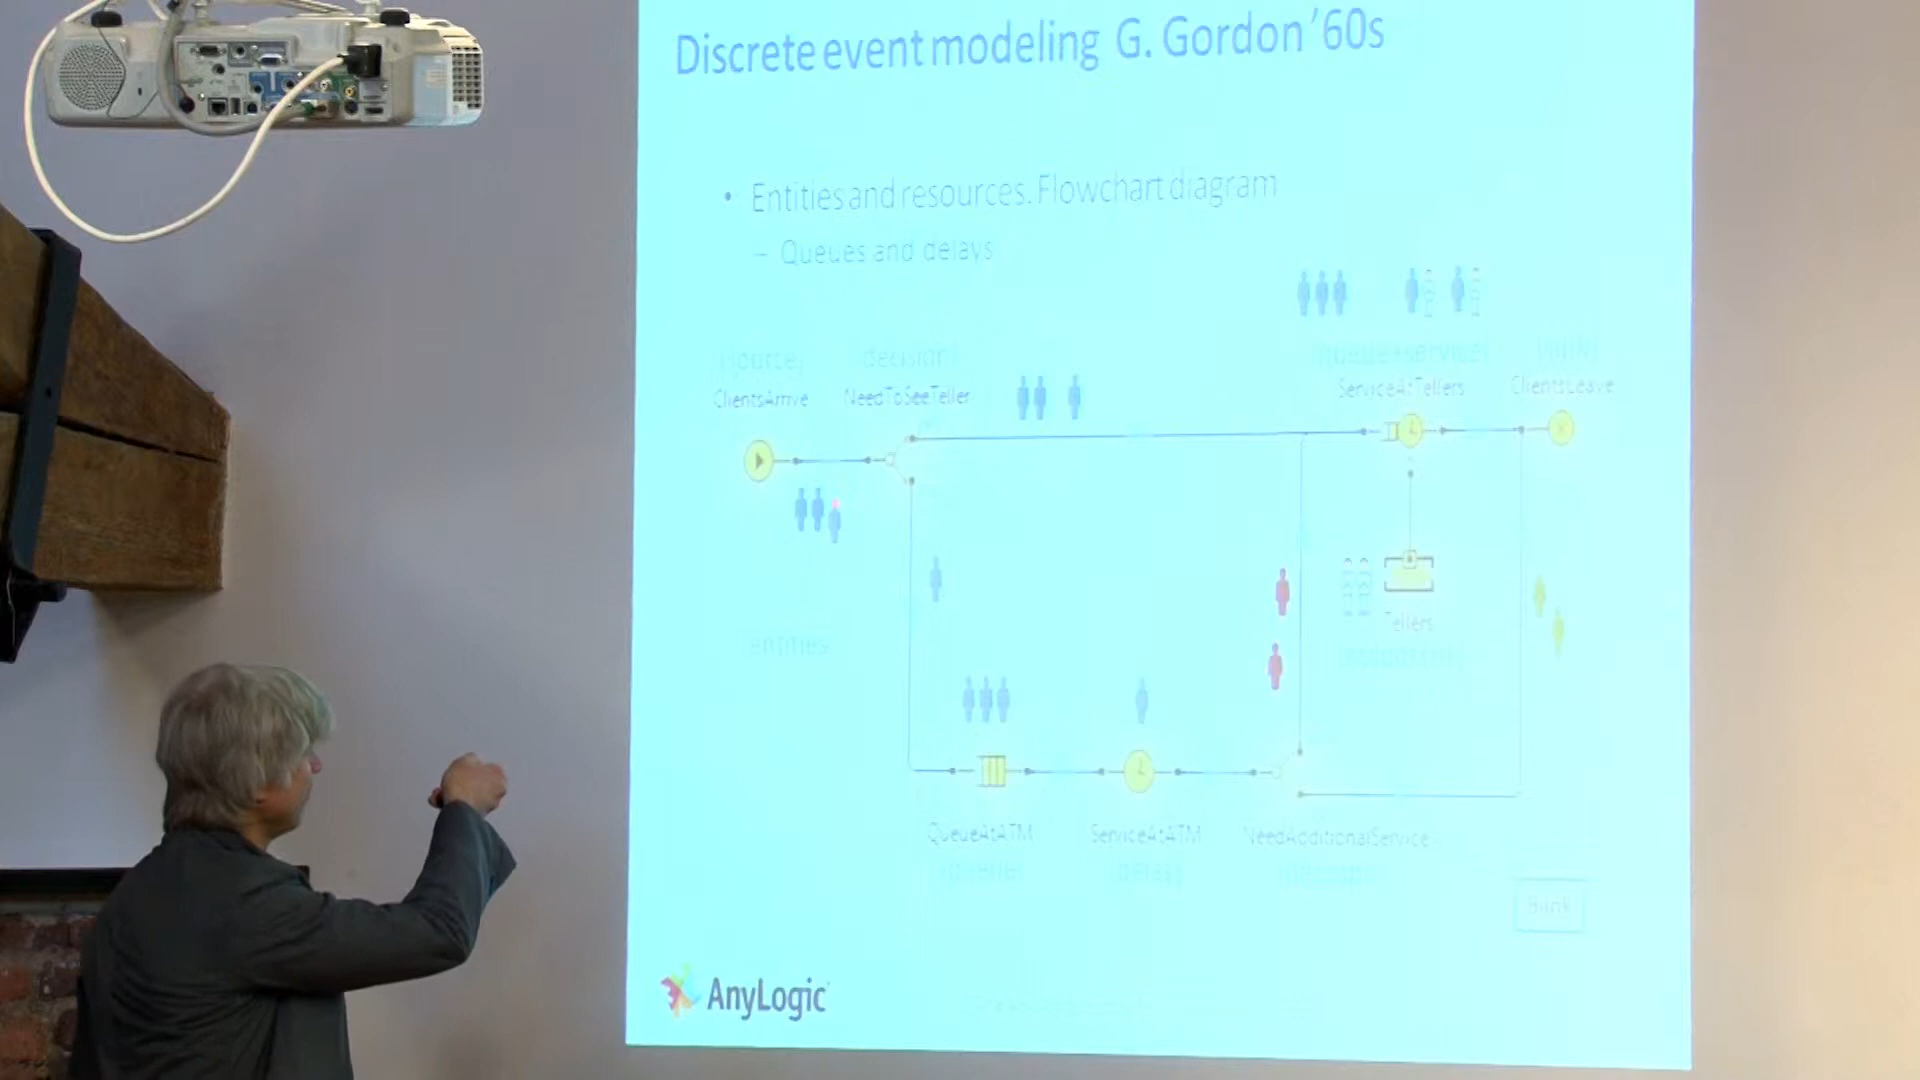 Discrete event modeling G. Gordon '60s
• Entities and resources. Flowchart diagram
– Queues and delays
(source) (decision) (queue+service) (sink)
ClientsArrive NeedToSeeTeller ServiceAtTellers ClientsLeave
Tellers
entities
QueueAtATM ServiceAtATM NeedAdditionalService
(queue) (delay) (decision)
Bank
AnyLogic